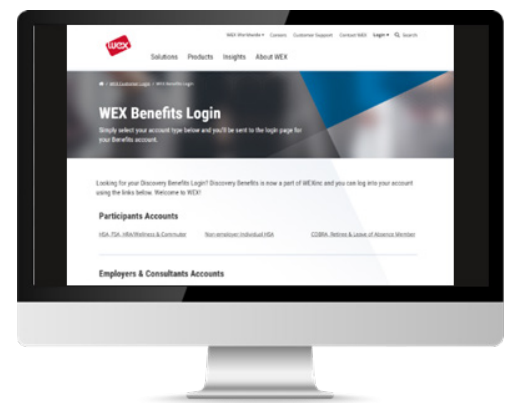 WEX Worldwide Careers Customer Support Contact WEX Login Search
wex
Solutions Products Insights About WEX
/ WEX Customer Login / WEX Benefits Login
WEX Benefits Login
Simply select your account type below and you'll be sent to the login page for
your Benefits account.
Looking for your Discovery Benefits Login? Discovery Benefits is now a part of WEXinc and you can log into your account
using the links below. Welcome to WEX!
Participants Accounts
HSA, FSA, HRA/Wellness & Commuter Non-employer/Individual HSA COBRA, Retiree & Leave of Absence Member
Employers & Consultants Accounts